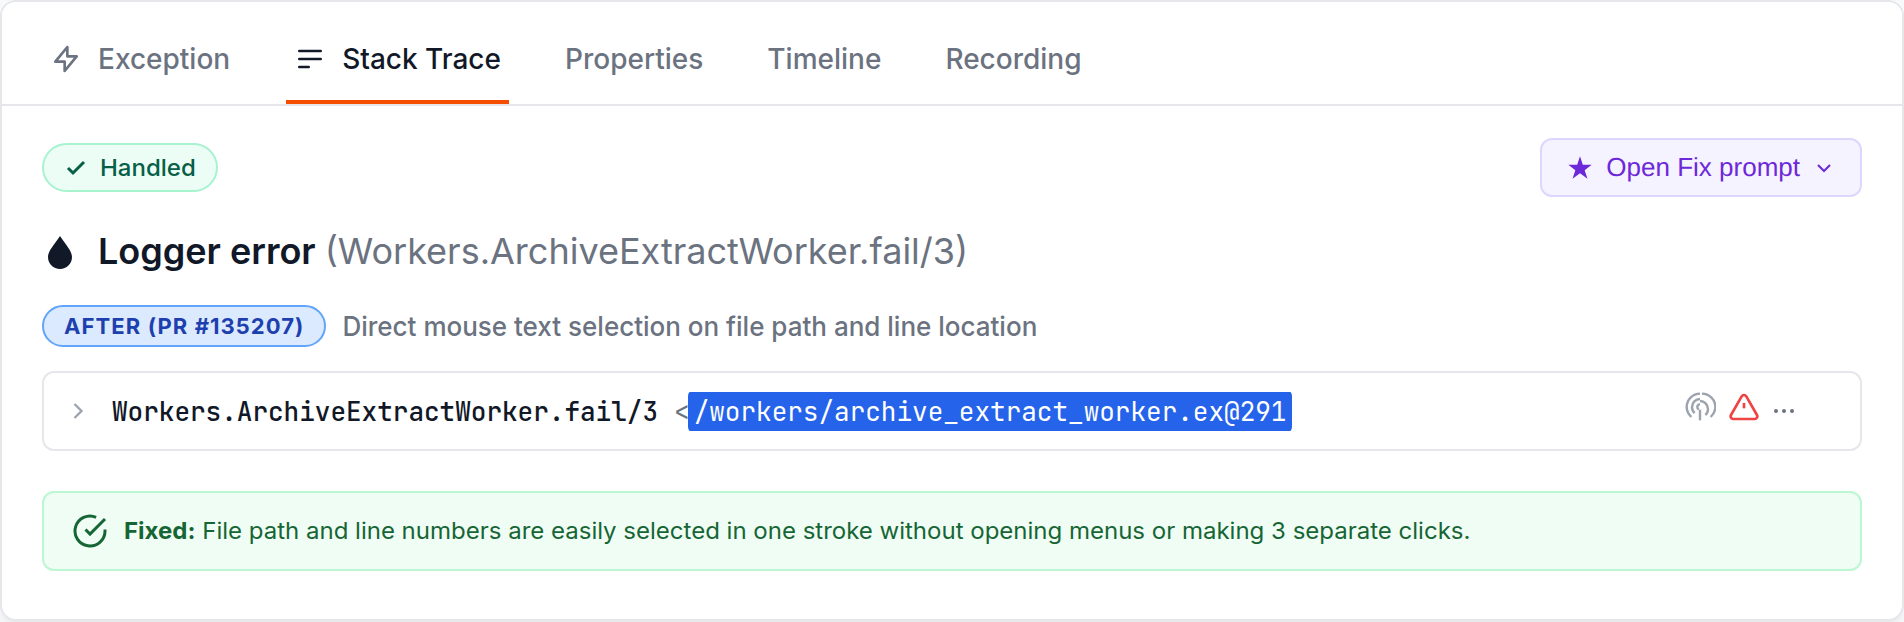 Exception Stack Trace Properties Timeline Recording
Handled
Open Fix prompt
Logger error (Workers.ArchiveExtractWorker.fail/3)
AFTER (PR #135207) Direct mouse text selection on file path and line location
Workers.ArchiveExtractWorker.fail/3 </workers/archive_extract_worker.ex@291
Fixed: File path and line numbers are easily selected in one stroke without opening menus or making 3 separate clicks.